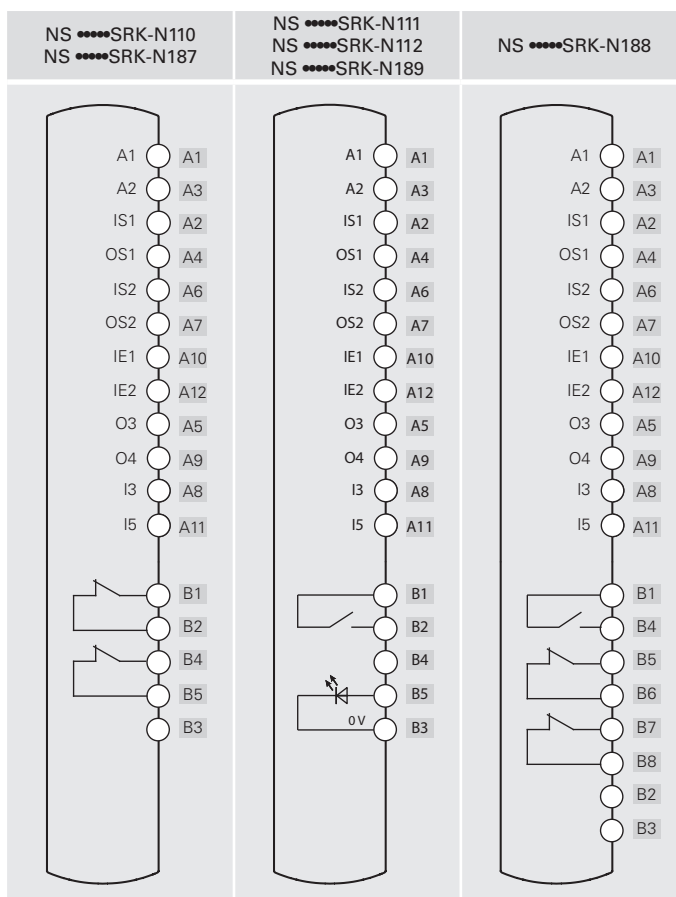 NS •••••SRK-N110
NS •••••SRK-N187
NS •••••SRK-N111
NS •••••SRK-N112
NS •••••SRK-N189
NS •••••SRK-N188
A1 A1
A2 A3
IS1 A2
OS1 A4
IS2 A6
OS2 A7
IE1 A10
IE2 A12
O3 A5
O4 A9
I3 A8
I5 A11
B1
B2
B4
B5
B3
A1 A1
A2 A3
IS1 A2
OS1 A4
IS2 A6
OS2 A7
IE1 A10
IE2 A12
O3 A5
O4 A9
I3 A8
I5 A11
B1
B2
B4
B5
0 V B3
A1 A1
A2 A3
IS1 A2
OS1 A4
IS2 A6
OS2 A7
IE1 A10
IE2 A12
O3 A5
O4 A9
I3 A8
I5 A11
B1
B4
B5
B6
B7
B8
B2
B3